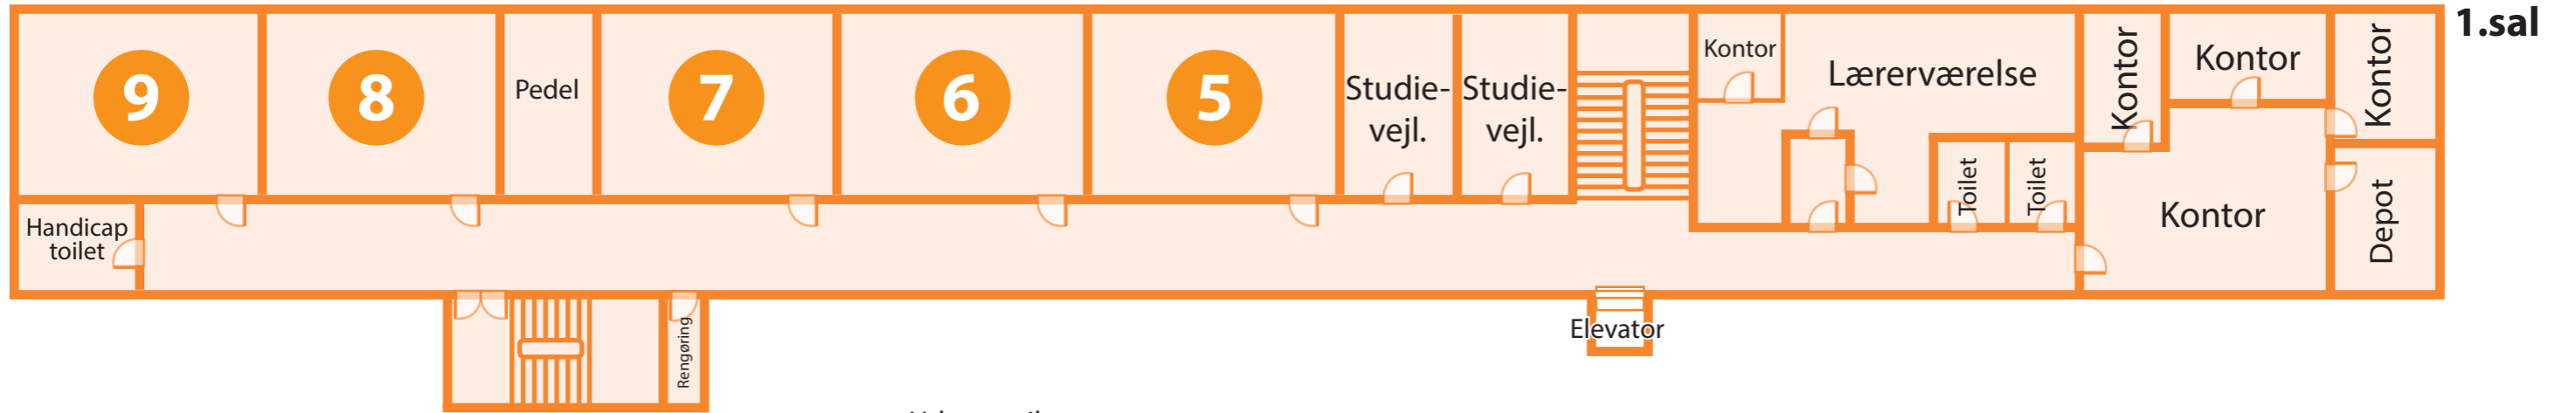 1.sal
9
8
Pedel
7
6
5
Studie-
vejl.
Studie-
vejl.
Kontor
Lærerværelse
Kontor
Kontor
Kontor
Handicap
toilet
Toilet
Toilet
Kontor
Depot
Rengøring
Elevator